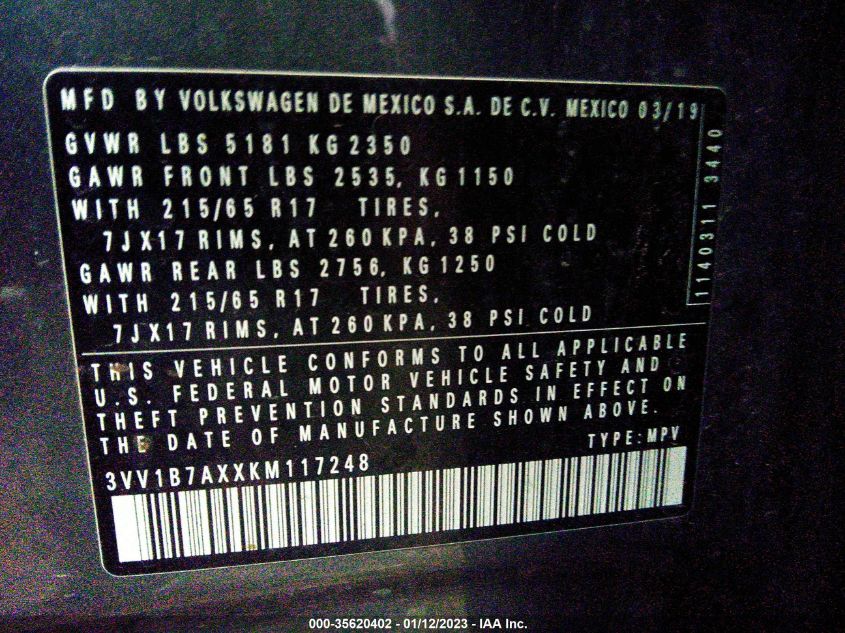 MFD BY VOLKSWAGEN DE MEXICO S.A. DE C.V. MEXICO 03/19
GVWR LBS 5181 KG 2350
GAWR FRONT LBS 2535, KG 1150
WITH 215/65 R17 TIRES,
7JX17 RIMS, AT 260 KPA, 38 PSI COLD
GAWR REAR LBS 2756, KG 1250
WITH 215/65 R17 TIRES,
7JX17 RIMS, AT 260 KPA, 38 PSI COLD
1140311 3440
THIS VEHICLE CONFORMS TO ALL APPLICABLE
U.S. FEDERAL MOTOR VEHICLE SAFETY AND
THEFT PREVENTION STANDARDS IN EFFECT ON
THE DATE OF MANUFACTURE SHOWN ABOVE.
TYPE: MPV
3VV1B7AXXKM117248
000-35620402 - 01/12/2023 - IAA Inc.